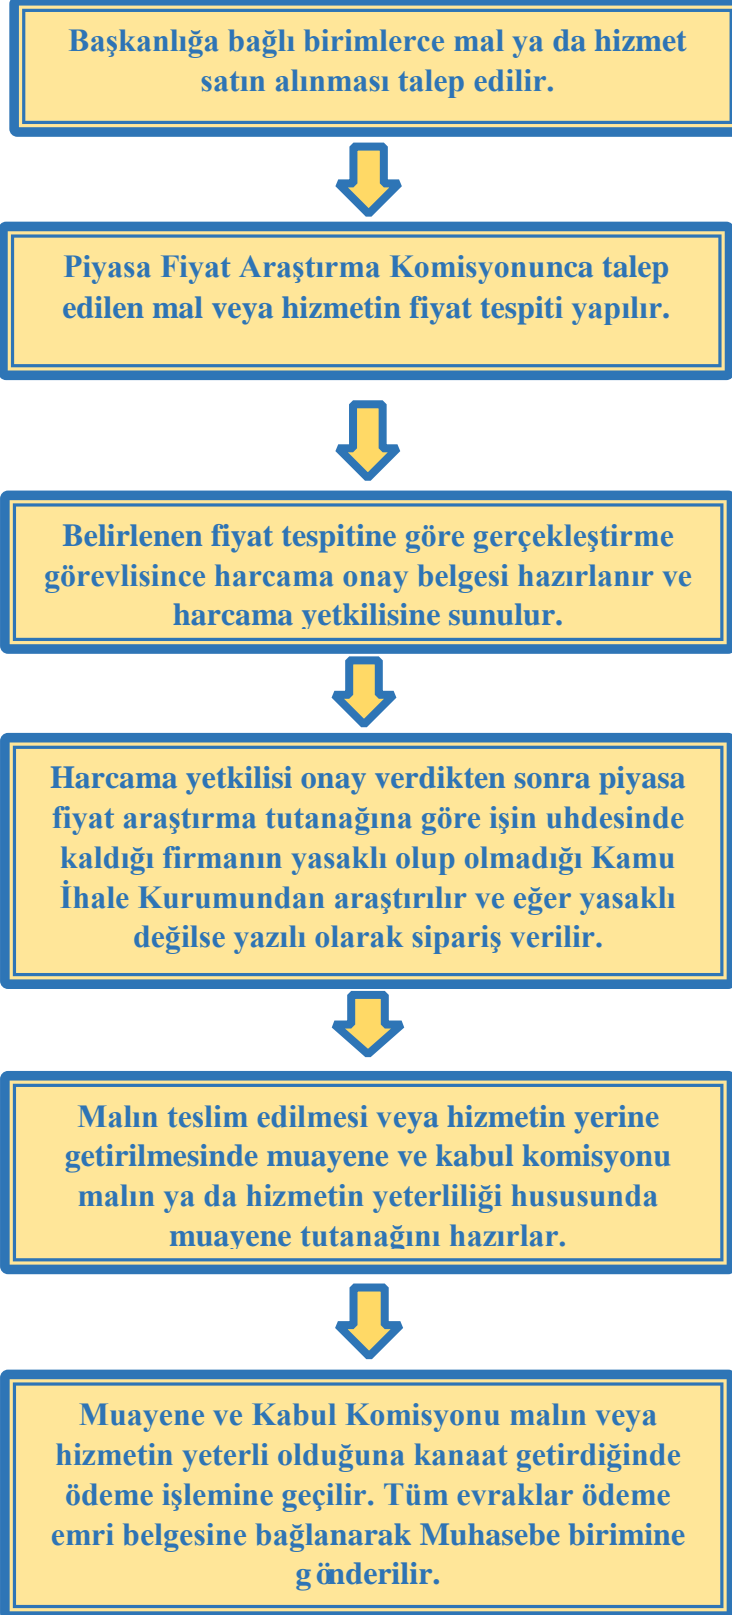 Başkanlığa bağlı birimlerce mal ya da hizmet
satın alınması talep edilir.
Piyasa Fiyat Araştırma Komisyonunca talep
edilen mal veya hizmetin fiyat tespiti yapılır.
Belirlenen fiyat tespitine göre gerçekleştirme
görevlisince harcama onay belgesi hazırlanır ve
harcama yetkilisine sunulur.
Harcama yetkilisi onay verdikten sonra piyasa
fiyat araştırma tutanağına göre işin uhdesinde
kaldığı firmanın yasaklı olup olmadığı Kamu
İhale Kurumundan araştırılır ve eğer yasaklı
değilse yazılı olarak sipariş verilir.
Malın teslim edilmesi veya hizmetin yerine
getirilmesinde muayene ve kabul komisyonu
malın ya da hizmetin yeterliliği hususunda
muayene tutanağını hazırlar.
Muayene ve Kabul Komisyonu malın veya
hizmetin yeterli olduğuna kanaat getirdiğinde
ödeme işlemine geçilir. Tüm evraklar ödeme
emri belgesine bağlanarak Muhasebe birimine
gönderilir.